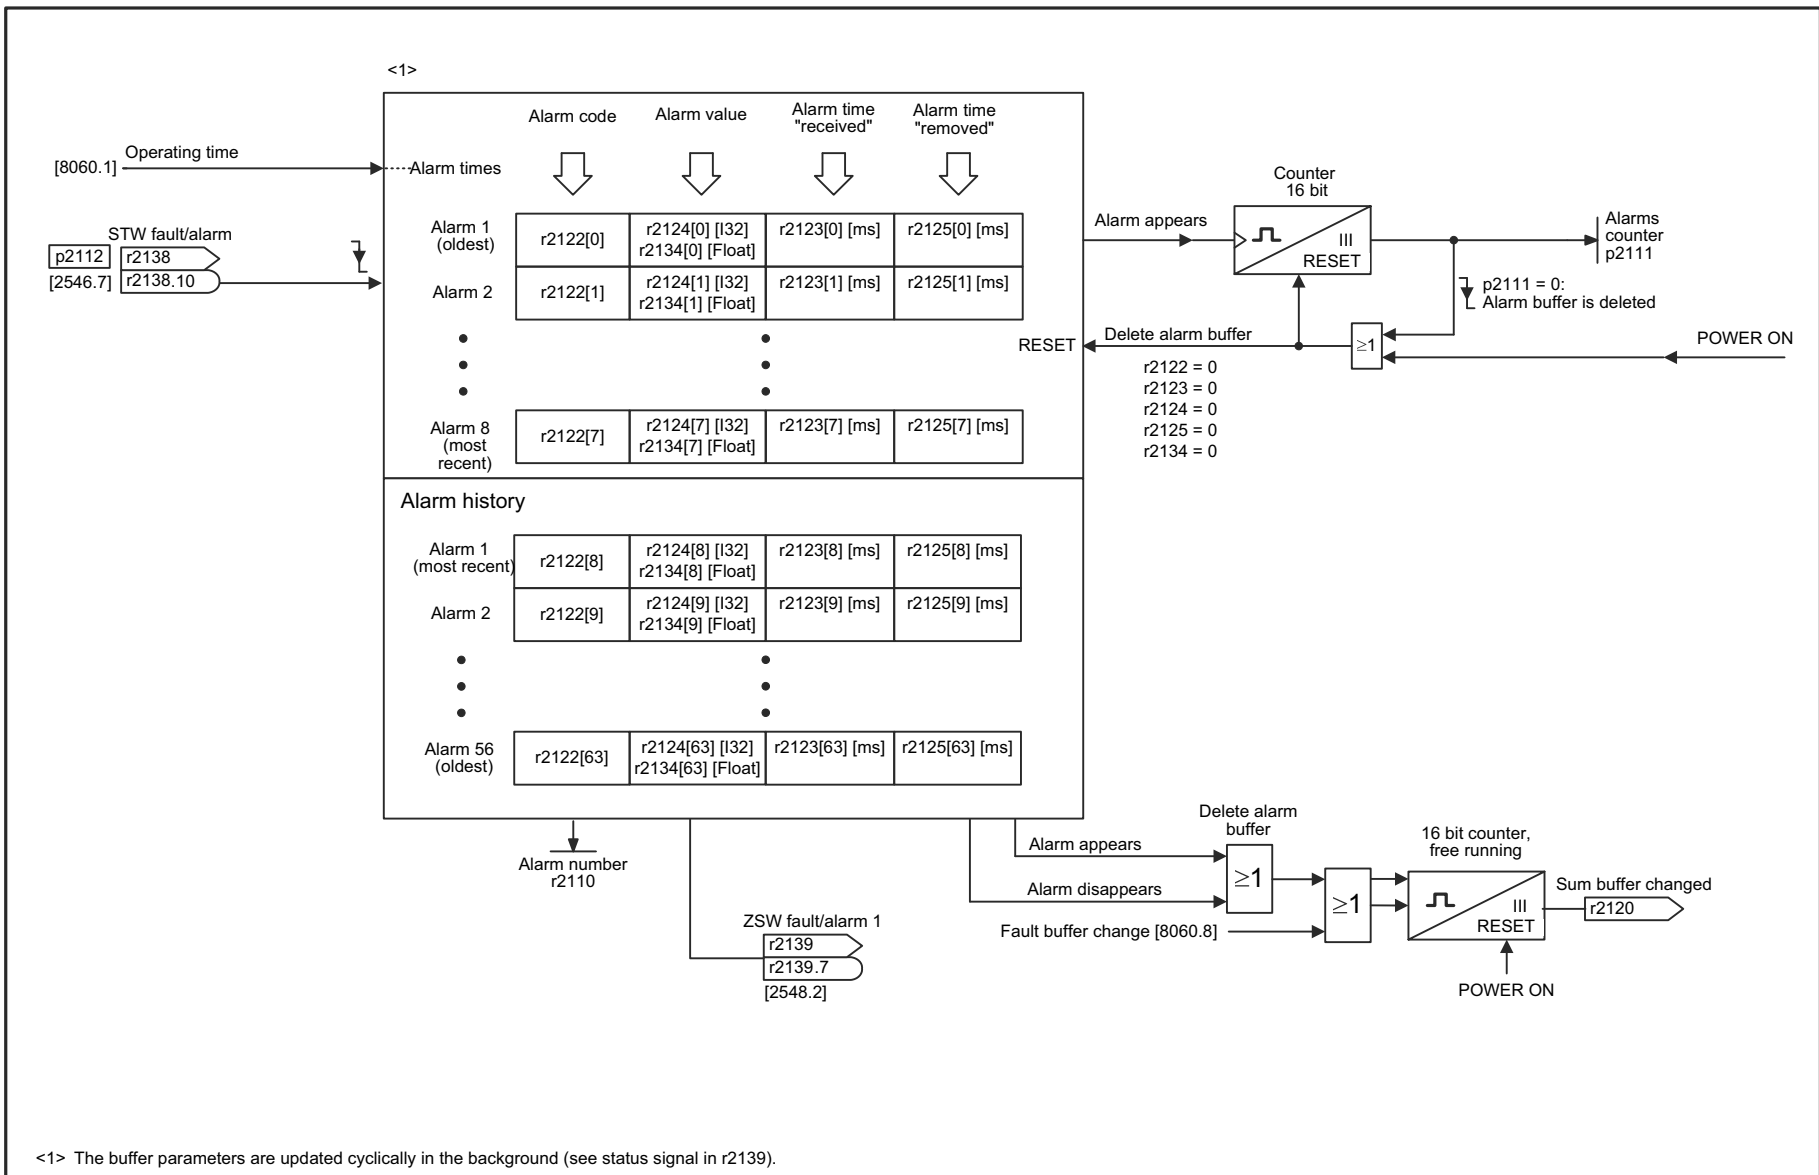 <1>
Alarm code
Alarm value
Alarm time
"received"
Alarm time
"removed"
[8060.1]
Operating time
Alarm times
STW fault/alarm
p2112
r2138
[2546.7]
r2138.10
Alarm 1
(oldest)
r2122[0]
r2124[0] [I32]
r2134[0] [Float]
r2123[0] [ms]
r2125[0] [ms]
Alarm 2
r2122[1]
r2124[1] [I32]
r2134[1] [Float]
r2123[1] [ms]
r2125[1] [ms]
Alarm 8
(most
recent)
r2122[7]
r2124[7] [I32]
r2134[7] [Float]
r2123[7] [ms]
r2125[7] [ms]
RESET
Alarm appears
Counter
16 bit
III
RESET
Alarms
counter
p2111
p2111 = 0:
Alarm buffer is deleted
Delete alarm buffer
≥1
POWER ON
r2122 = 0
r2123 = 0
r2124 = 0
r2125 = 0
r2134 = 0
Alarm history
Alarm 1
(most recent)
r2122[8]
r2124[8] [I32]
r2134[8] [Float]
r2123[8] [ms]
r2125[8] [ms]
Alarm 2
r2122[9]
r2124[9] [I32]
r2134[9] [Float]
r2123[9] [ms]
r2125[9] [ms]
Alarm 56
(oldest)
r2122[63]
r2124[63] [I32]
r2134[63] [Float]
r2123[63] [ms]
r2125[63] [ms]
Alarm number
r2110
ZSW fault/alarm 1
r2139
r2139.7
[2548.2]
Alarm appears
Alarm disappears
Fault buffer change [8060.8]
Delete alarm
buffer
≥1
≥1
16 bit counter,
free running
III
RESET
POWER ON
Sum buffer changed
r2120
<1> The buffer parameters are updated cyclically in the background (see status signal in r2139).